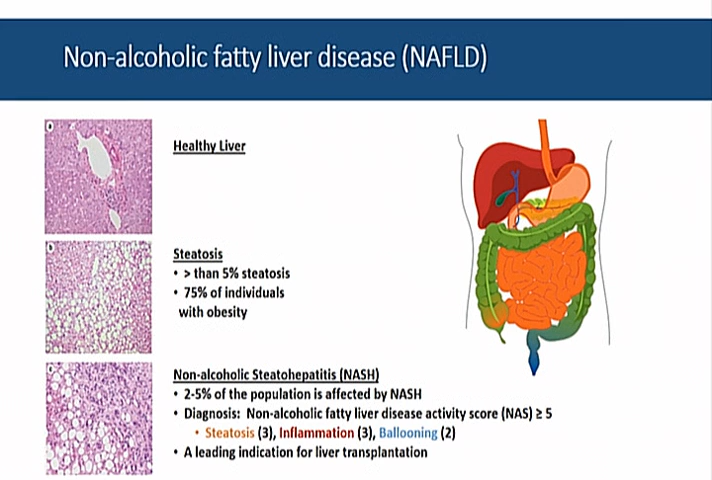 Non-alcoholic fatty liver disease (NAFLD)
a
Healthy Liver
b
Steatosis
• > than 5% steatosis
• 75% of individuals
with obesity
c
Non-alcoholic Steatohepatitis (NASH)
• 2-5% of the population is affected by NASH
• Diagnosis: Non-alcoholic fatty liver disease activity score (NAS) ≥ 5
• Steatosis (3), Inflammation (3), Ballooning (2)
• A leading indication for liver transplantation